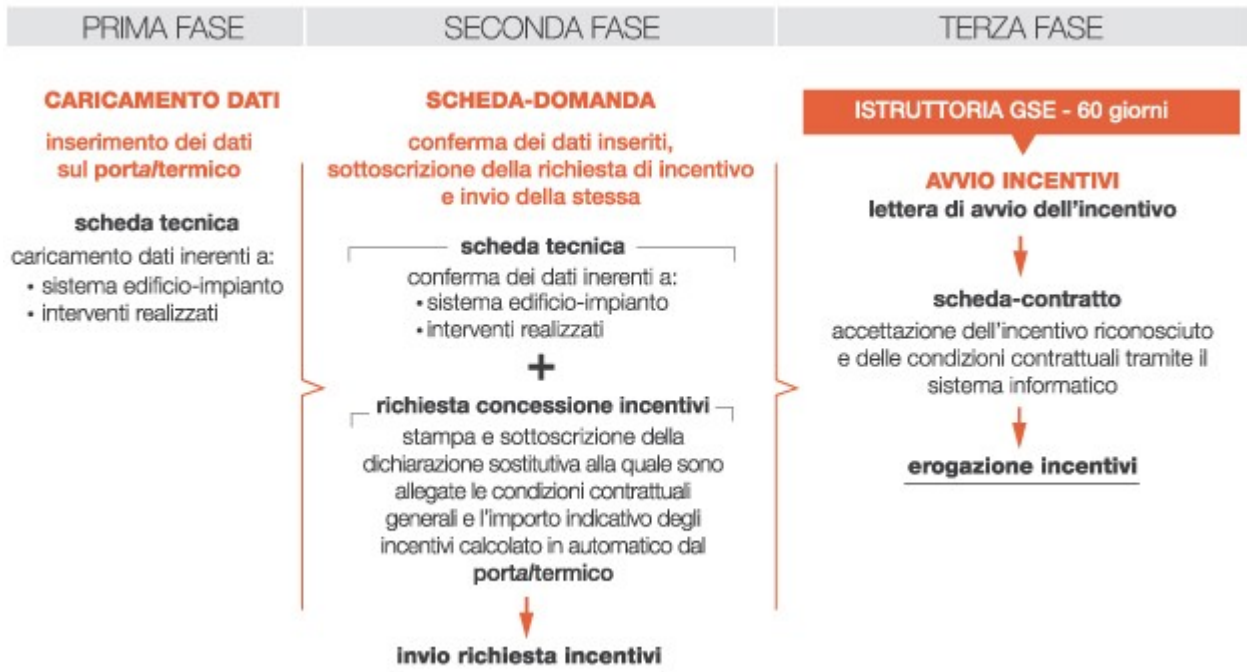 PRIMA FASE
SECONDA FASE
TERZA FASE
CARICAMENTO DATI
inserimento dei dati
sul portaltermico
scheda tecnica
caricamento dati inerenti a:
• sistema edificio-impianto
• interventi realizzati
SCHEDA-DOMANDA
conferma dei dati inseriti,
sottoscrizione della richiesta di incentivo
e invio della stessa
scheda tecnica
conferma dei dati inerenti a:
• sistema edificio-impianto
• interventi realizzati
+
richiesta concessione incentivi
stampa e sottoscrizione della
dichiarazione sostitutiva alla quale sono
allegate le condizioni contrattuali
generali e l'importo indicativo degli
incentivi calcolato in automatico dal
portaltermico
invio richiesta incentivi
ISTRUTTORIA GSE - 60 giorni
AVVIO INCENTIVI
lettera di avvio dell'incentivo
scheda-contratto
accettazione dell'incentivo riconosciuto
e delle condizioni contrattuali tramite il
sistema informatico
erogazione incentivi